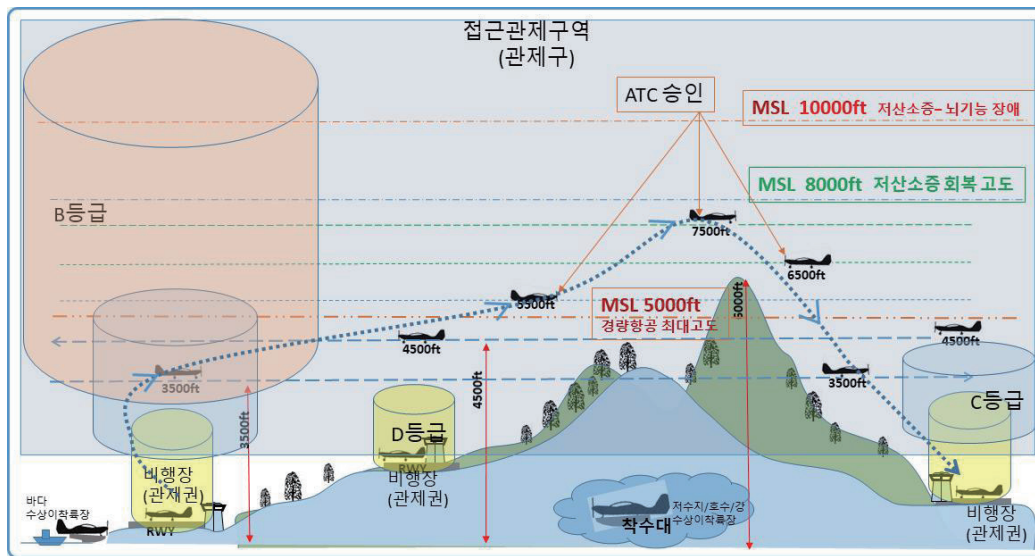 접근관제구역
(관제구)
ATC 승인
MSL 10000ft 저산소증– 뇌기능 장애
MSL 8000ft 저산소증 회복 고도
B등급
7500ft
6500ft
5500ft
MSL 5000ft
경량항공 최대고도
6000ft
4500ft
4500ft
3500ft
3500ft
3500ft
4500ft
C등급
D등급
RWY
비행장
(관제권)
비행장
(관제권)
RWY
바다
수상이착륙장
저수지/호수/강
수상이착륙장
착수대
비행장
(관제권)